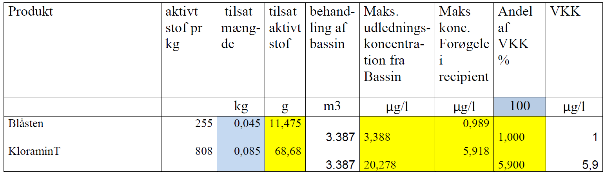 Produkt aktivt tilsat tilsat behand- Maks. Maks Andel VKK
stof pr mæng- aktivt ling af udlednings- konc. af
kg de stof bassin koncentra- Forøgele VKK
tion fra i %
Bassin recipient
kg g m3 µg/l µg/l 100 µg/l
Blåsten 255 0,045 11,475 0,989
3.387 3,388 1,000 1
KloraminT 808 0,085 68,68 5,918
3.387 20,278 5,900 5,9